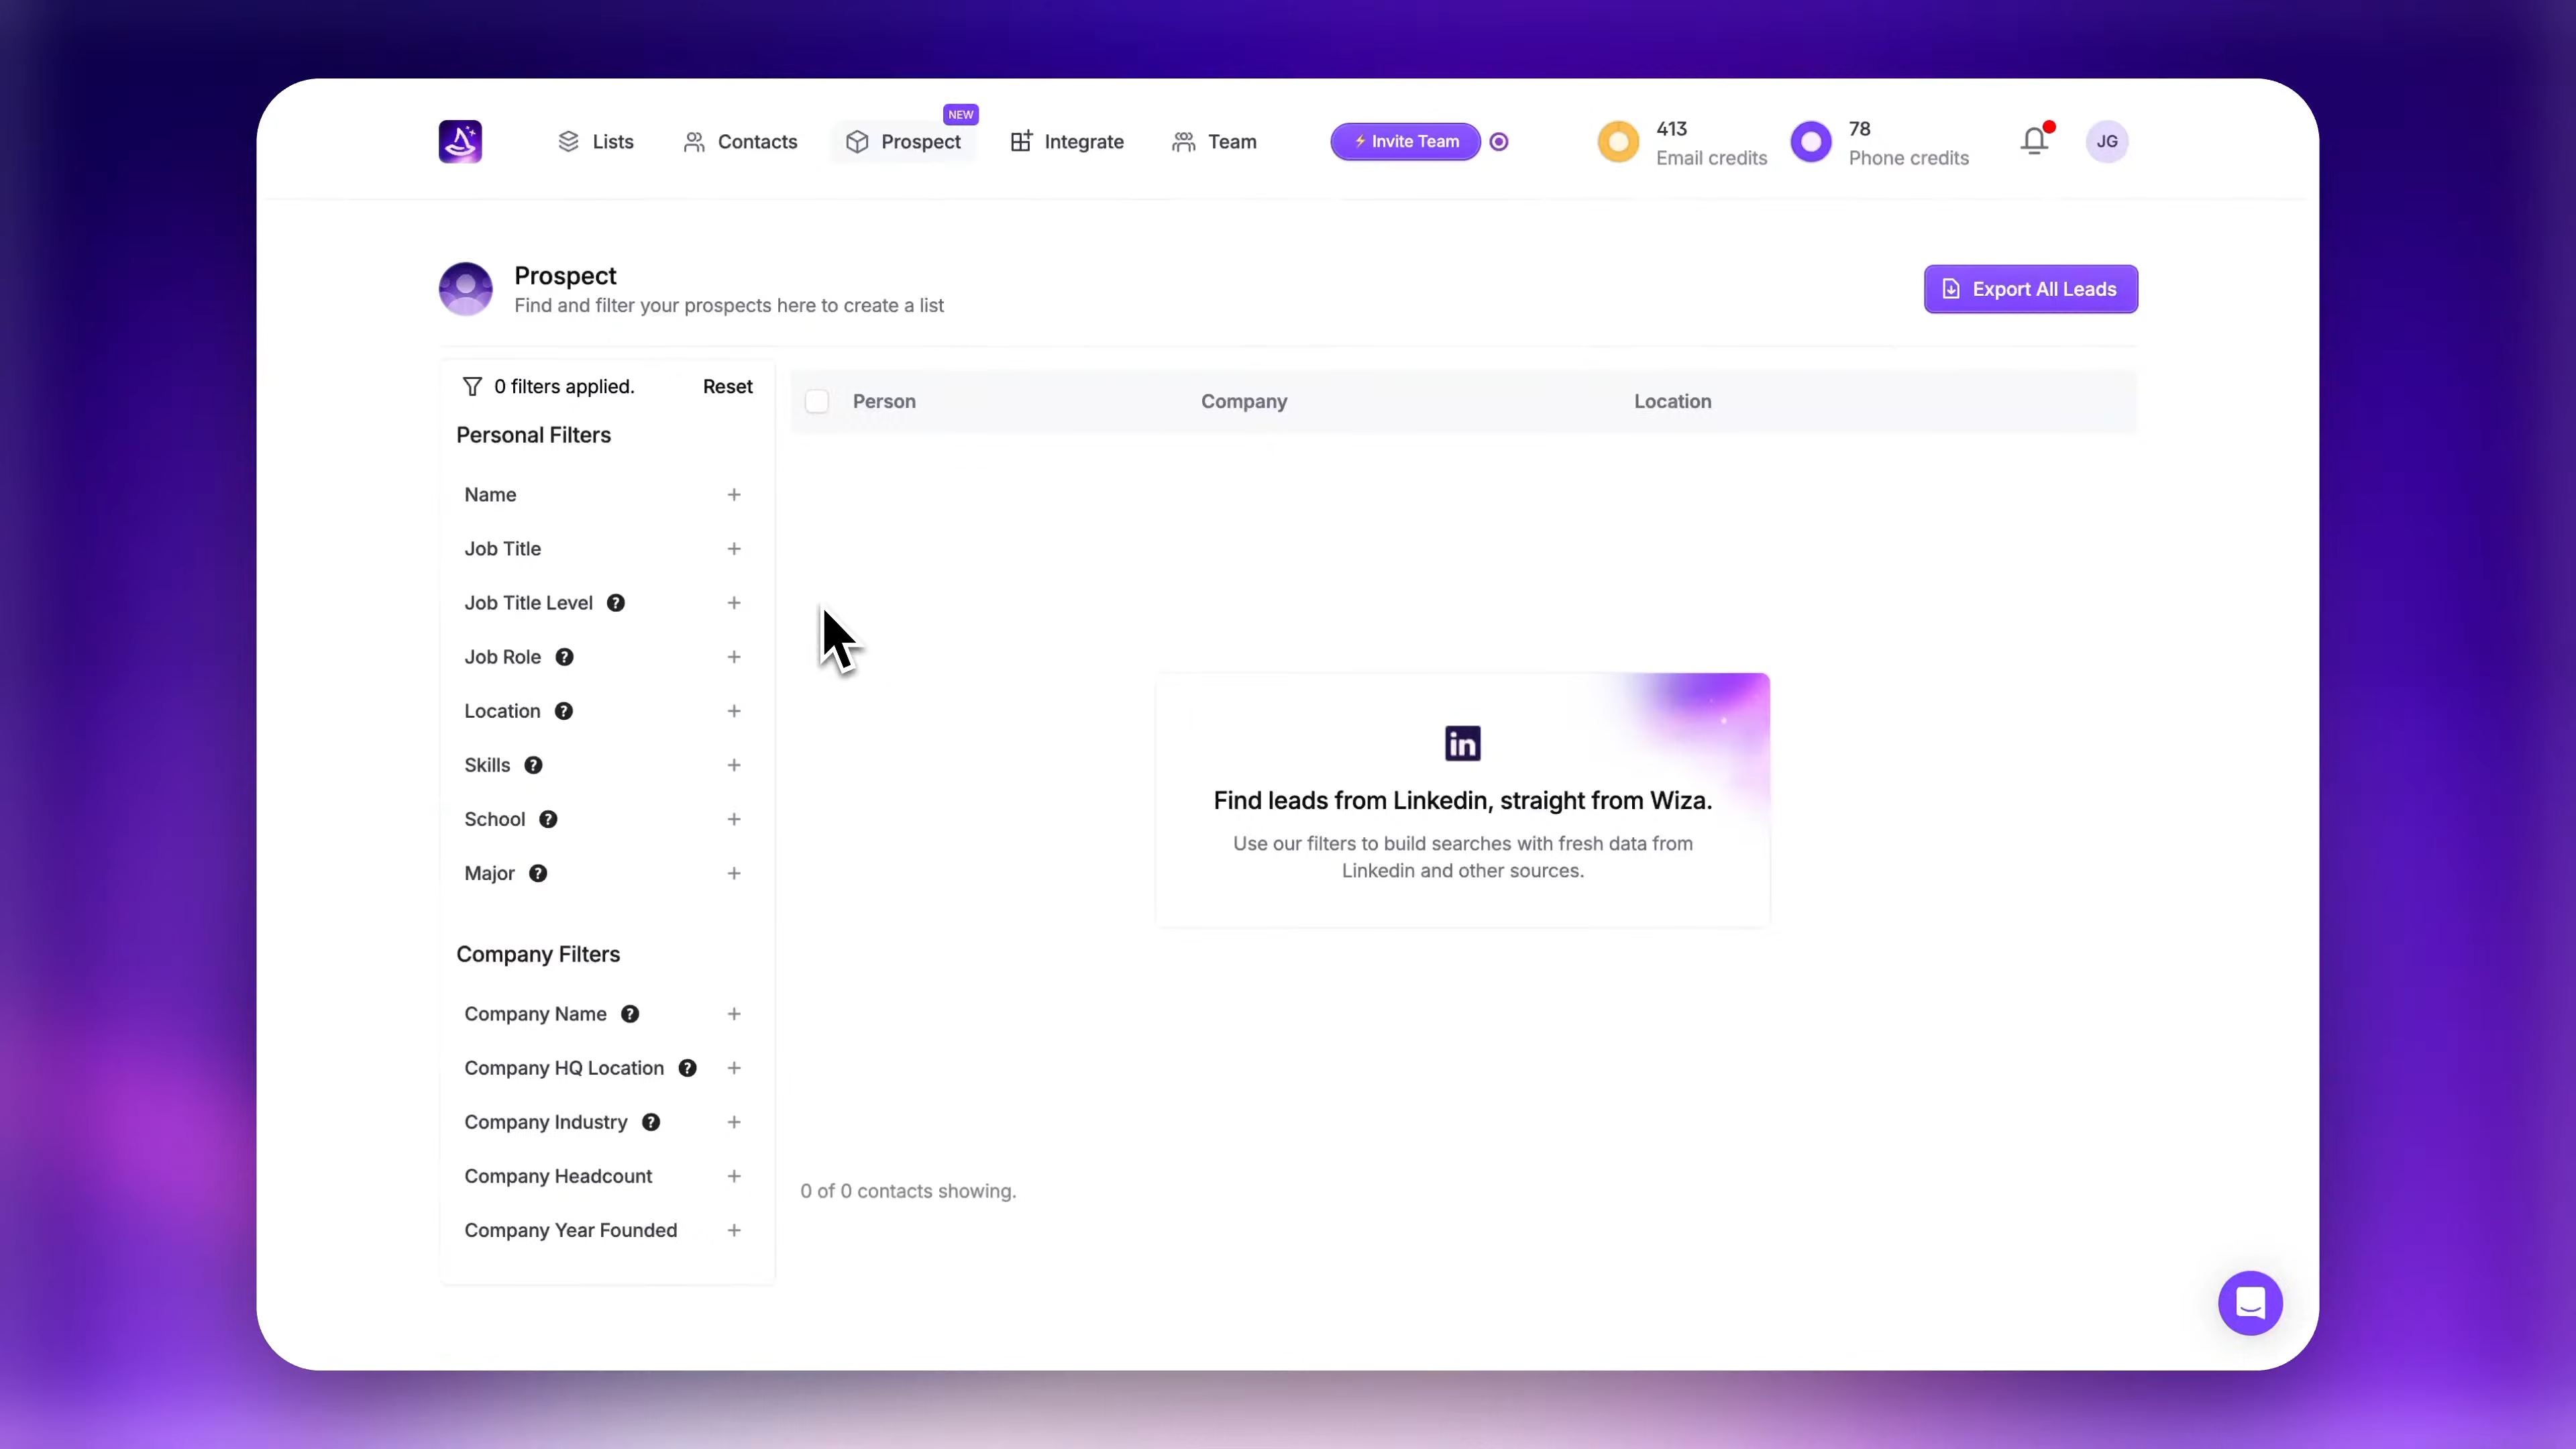 Lists
Contacts
Prospect
NEW
Integrate
Team
⚡ Invite Team
413
Email credits
78
Phone credits
JG
Prospect
Find and filter your prospects here to create a list
Export All Leads
0 filters applied.
Reset
Personal Filters
Name
Job Title
Job Title Level
Job Role
Location
Skills
School
Major
Company Filters
Company Name
Company HQ Location
Company Industry
Company Headcount
Company Year Founded
Person
Company
Location
in
Find leads from Linkedin, straight from Wiza.
Use our filters to build searches with fresh data from
Linkedin and other sources.
0 of 0 contacts showing.